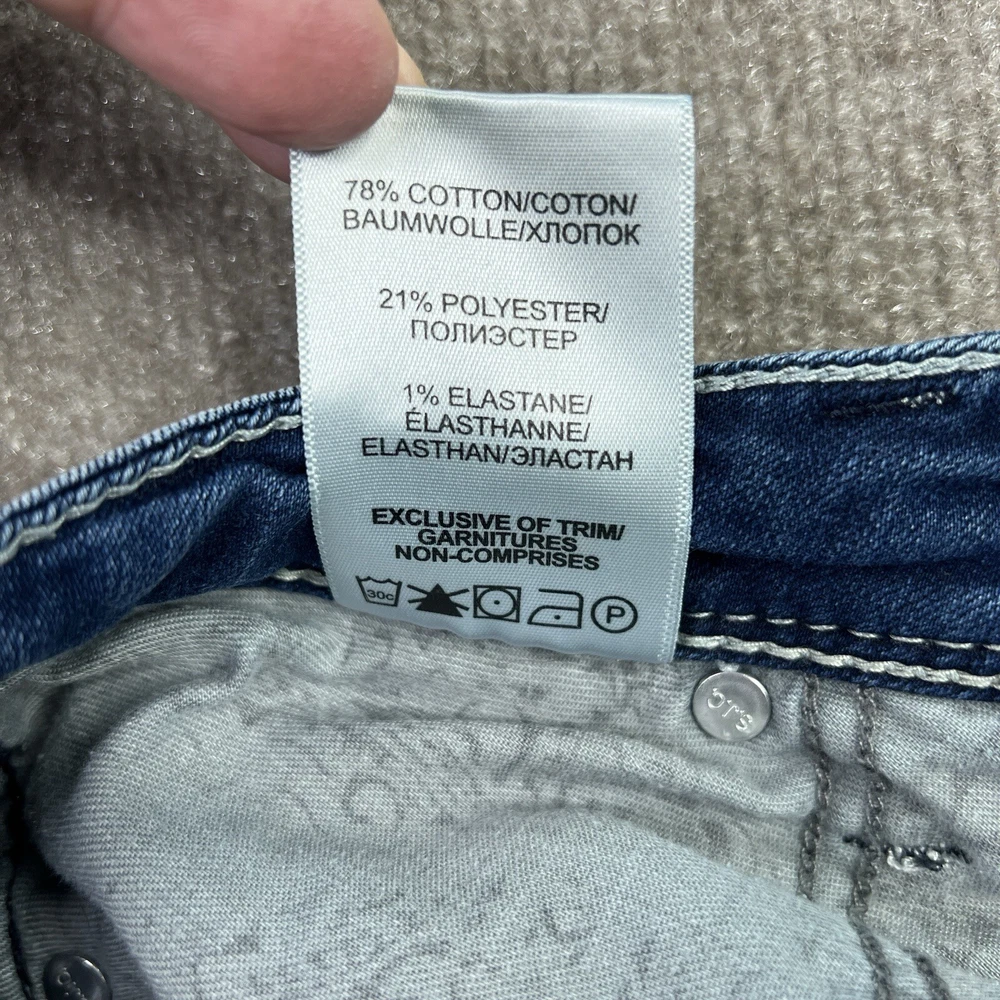 78% COTTON/COTON/
BAUMWOLLE/ХЛОПОК
21% POLYESTER/
ПОЛИЭСТЕР
1% ELASTANE/
ÉLASTHANNE/
ELASTHAN/ЭЛАСТАН
EXCLUSIVE OF TRIM/
GARNITURES
NON-COMPRISES
30c
P